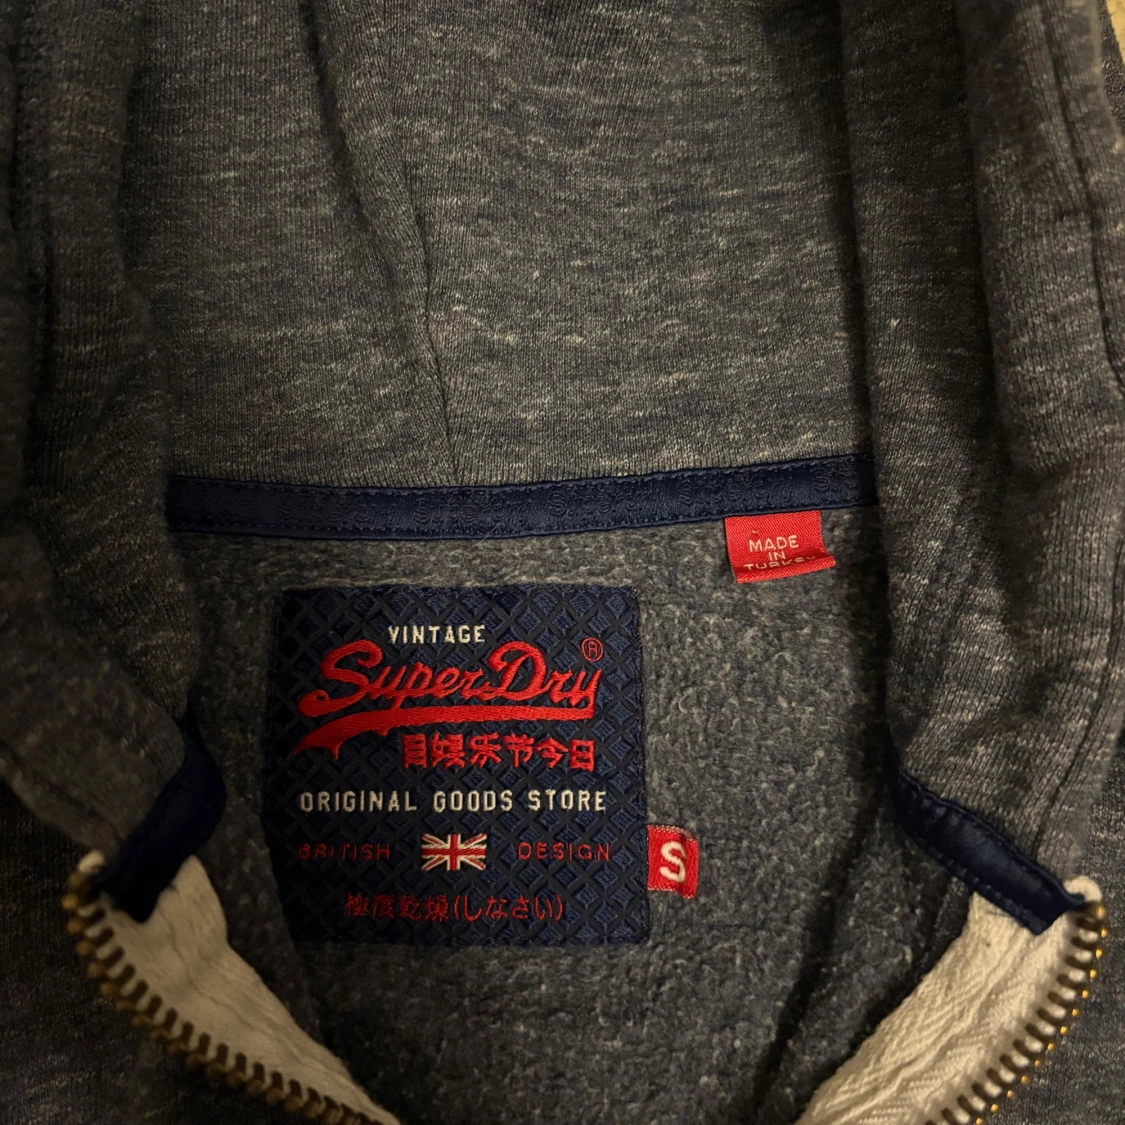 MADE
IN
TURKEY
VINTAGE
SuperDry®
目娱乐节今日
ORIGINAL GOODS STORE
BRITISH DESIGN
S
極度乾燥(しなさい)